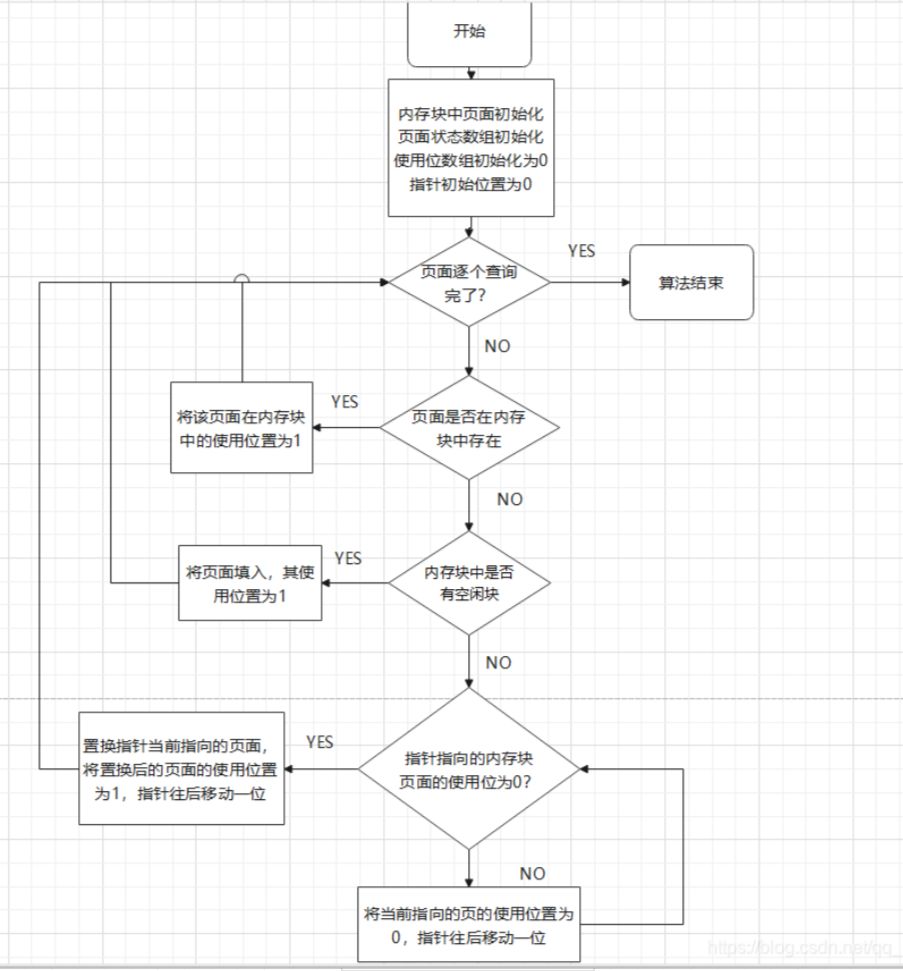 开始
内存块中页面初始化
页面状态数组初始化
使用位数组初始化为0
指针初始位置为0
页面逐个查询
完了?
YES
算法结束
NO
页面是否在内存
块中存在
YES
将该页面在内存块
中的使用位置为1
NO
内存块中是否
有空闲块
YES
将页面填入，其使
用位置为1
NO
指针指向的内存块
页面的使用位为0?
YES
置换指针当前指向的页面，
将置换后的页面的使用位置
为1，指针往后移动一位
NO
将当前指向的页的使用位置为
0，指针往后移动一位
https://blog.csdn.net/qq_